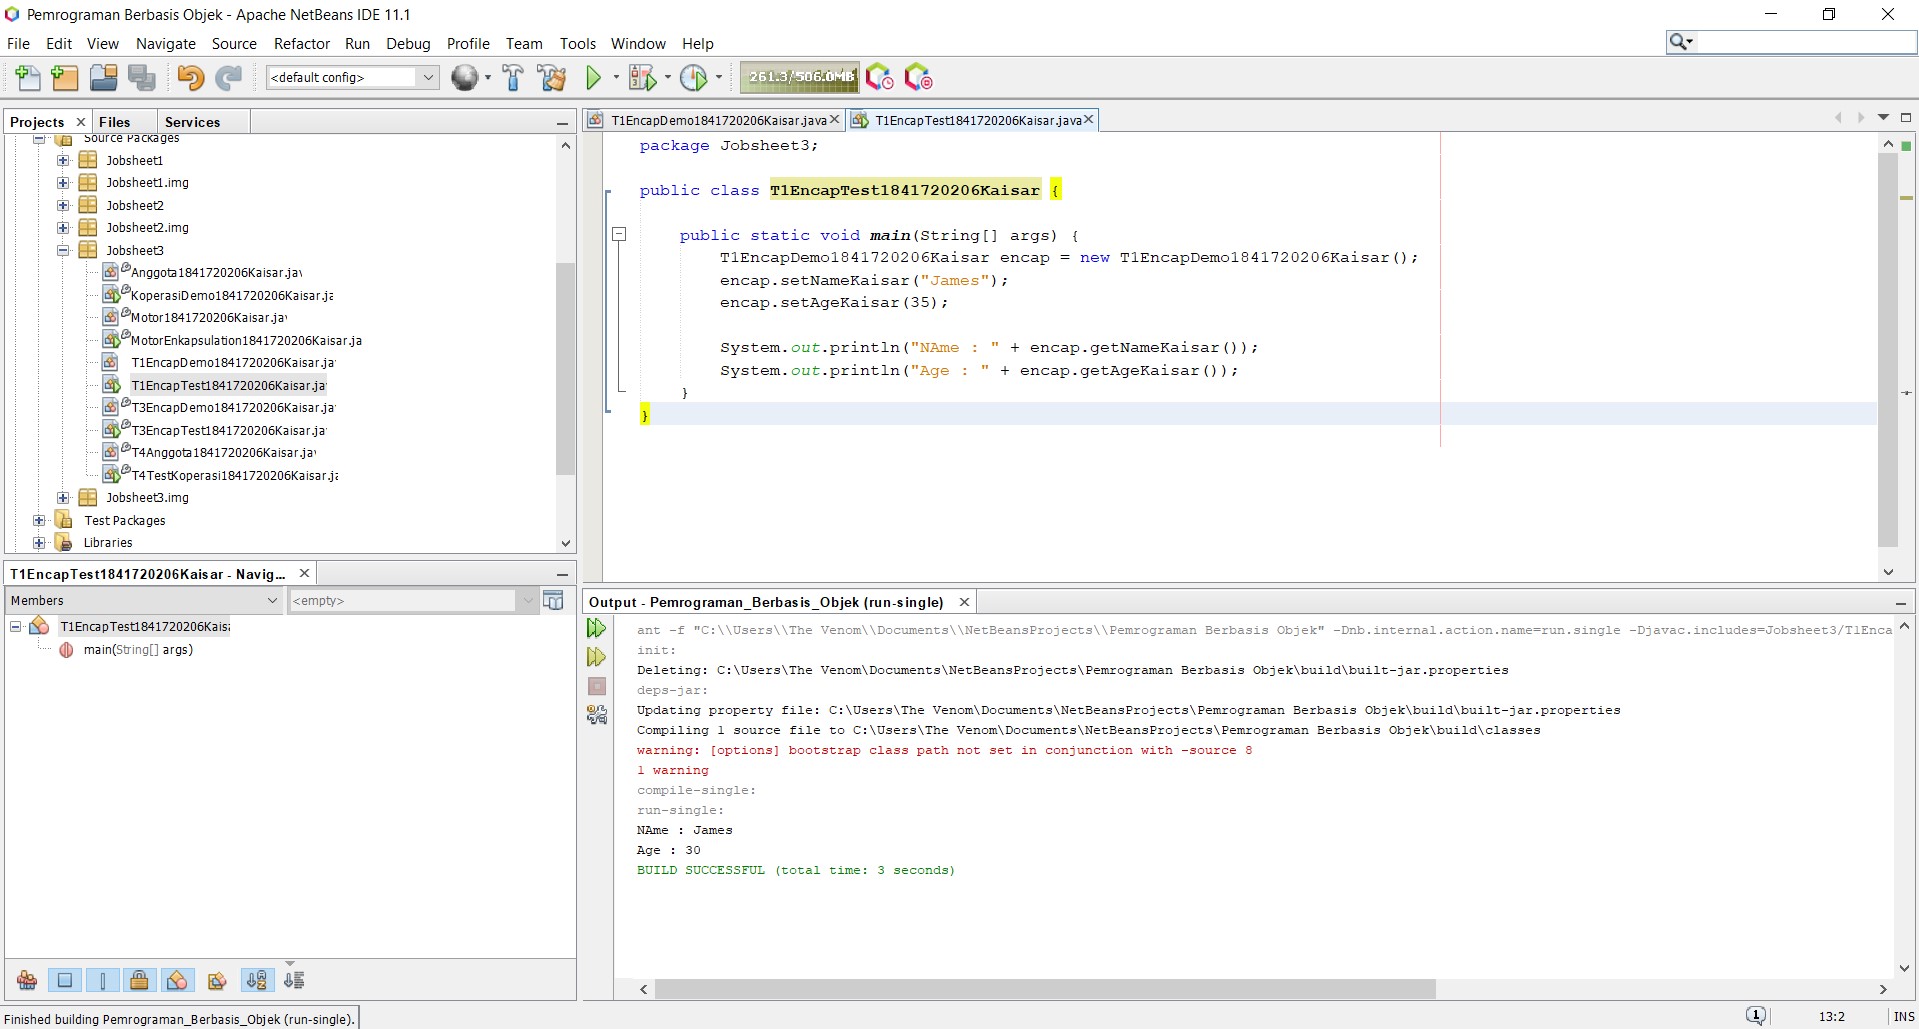 Pemrograman Berbasis Objek - Apache NetBeans IDE 11.1
File Edit View Navigate Source Refactor Run Debug Profile Team Tools Window Help
<default config>
261.3/506.0MB
Projects Files Services
Source Packages
Jobsheet1
Jobsheet1.img
Jobsheet2
Jobsheet2.img
Jobsheet3
Anggota1841720206Kaisar.jav
KoperasiDemo1841720206Kaisar.ja
Motor1841720206Kaisar.jav
MotorEnkapsulation1841720206Kaisar.ja
T1EncapDemo1841720206Kaisar.jav
T1EncapTest1841720206Kaisar.jav
T3EncapDemo1841720206Kaisar.jav
T3EncapTest1841720206Kaisar.jav
T4Anggota1841720206Kaisar.jav
T4TestKoperasi1841720206Kaisar.ja
Jobsheet3.img
Test Packages
Libraries
T1EncapTest1841720206Kaisar - Navig...
Members
<empty>
T1EncapTest1841720206Kaisa
main(String[] args)
T1EncapDemo1841720206Kaisar.java T1EncapTest1841720206Kaisar.java
package Jobsheet3;
public class T1EncapTest1841720206Kaisar {
public static void main(String[] args) {
T1EncapDemo1841720206Kaisar encap = new T1EncapDemo1841720206Kaisar();
encap.setNameKaisar("James");
encap.setAgeKaisar(35);
System.out.println("NAme : " + encap.getNameKaisar());
System.out.println("Age : " + encap.getAgeKaisar());
}
}
Output - Pemrograman_Berbasis_Objek (run-single)
ant -f "C:\\Users\\The Venom\\Documents\\NetBeansProjects\\Pemrograman Berbasis Objek" -Dnb.internal.action.name=run.single -Djavac.includes=Jobsheet3/T1Enca
init:
Deleting: C:\Users\The Venom\Documents\NetBeansProjects\Pemrograman Berbasis Objek\build\built-jar.properties
deps-jar:
Updating property file: C:\Users\The Venom\Documents\NetBeansProjects\Pemrograman Berbasis Objek\build\built-jar.properties
Compiling 1 source file to C:\Users\The Venom\Documents\NetBeansProjects\Pemrograman Berbasis Objek\build\classes
warning: [options] bootstrap class path not set in conjunction with -source 8
1 warning
compile-single:
run-single:
NAme : James
Age : 30
BUILD SUCCESSFUL (total time: 3 seconds)
Finished building Pemrograman_Berbasis_Objek (run-single).
1
13:2
INS